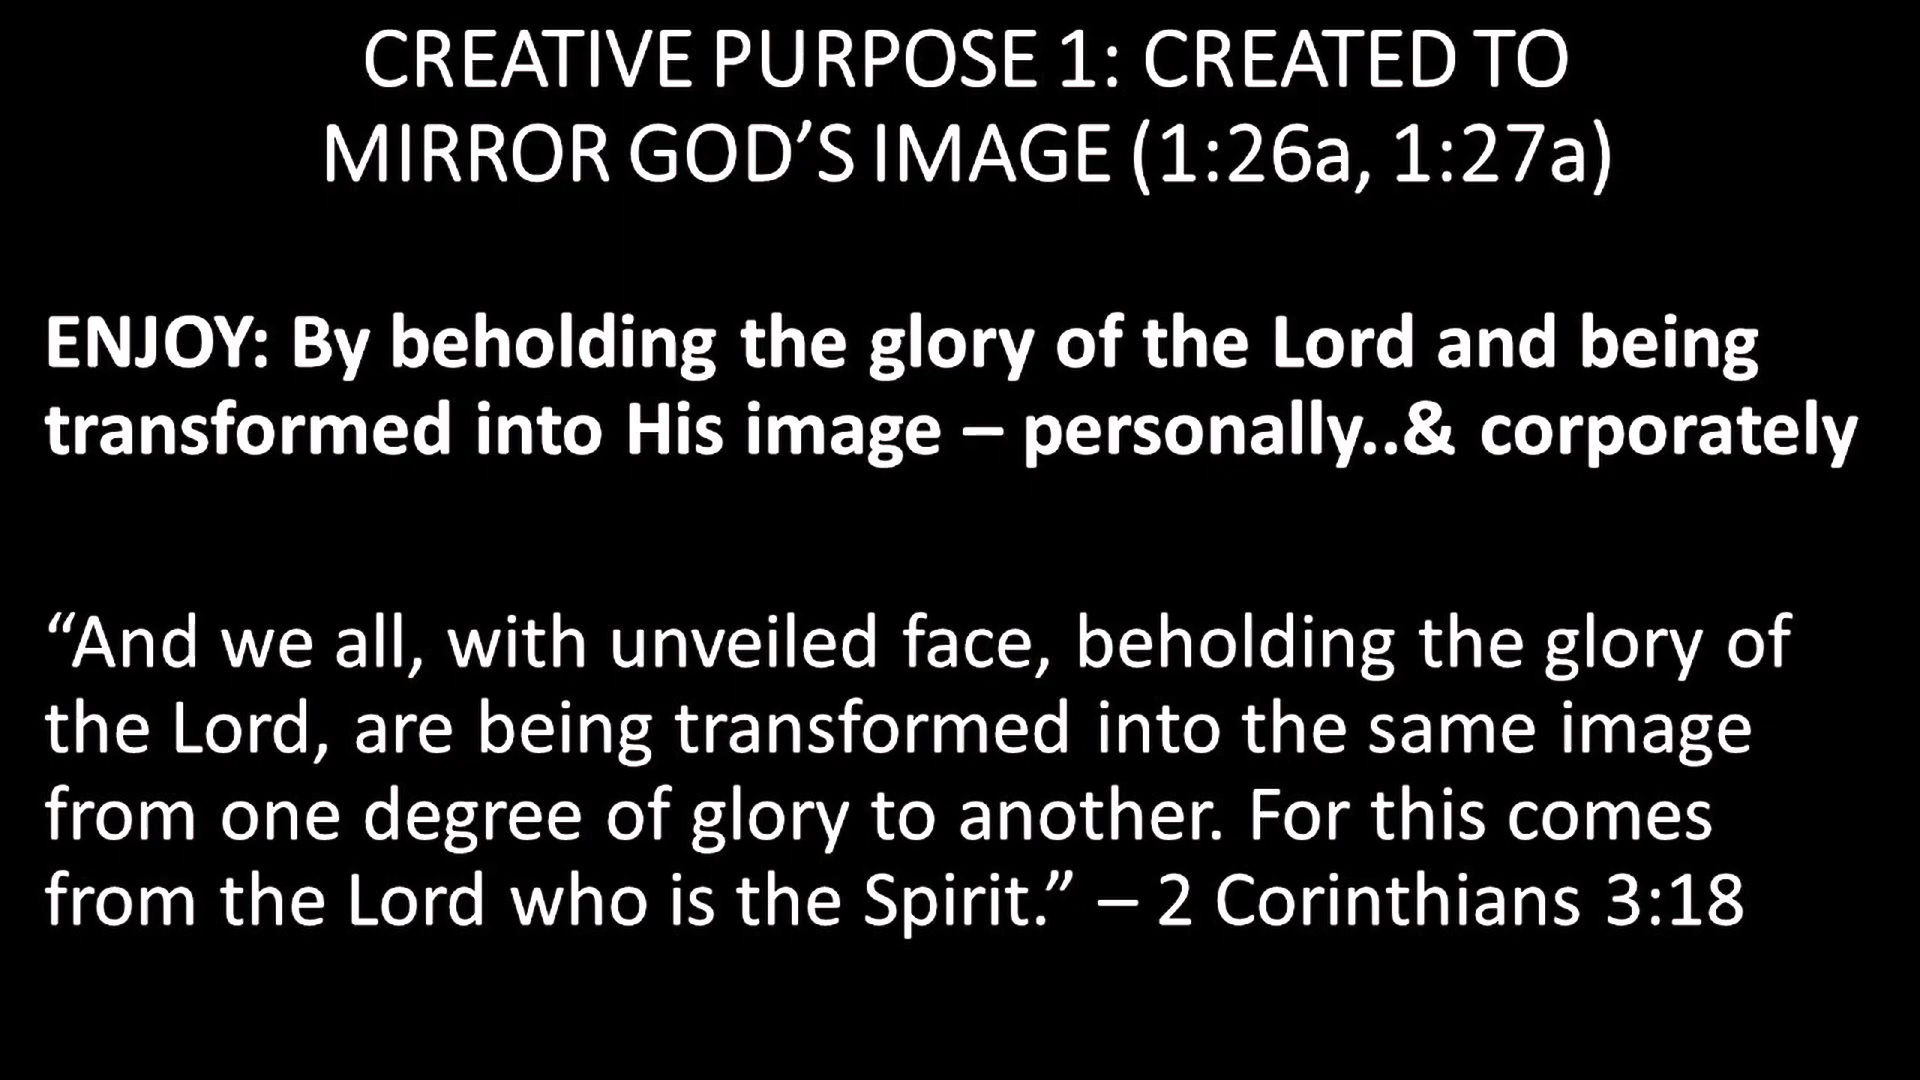 CREATIVE PURPOSE 1: CREATED TO
MIRROR GOD’S IMAGE (1:26a, 1:27a)
ENJOY: By beholding the glory of the Lord and being
transformed into His image – personally..& corporately
“And we all, with unveiled face, beholding the glory of
the Lord, are being transformed into the same image
from one degree of glory to another. For this comes
from the Lord who is the Spirit.” – 2 Corinthians 3:18